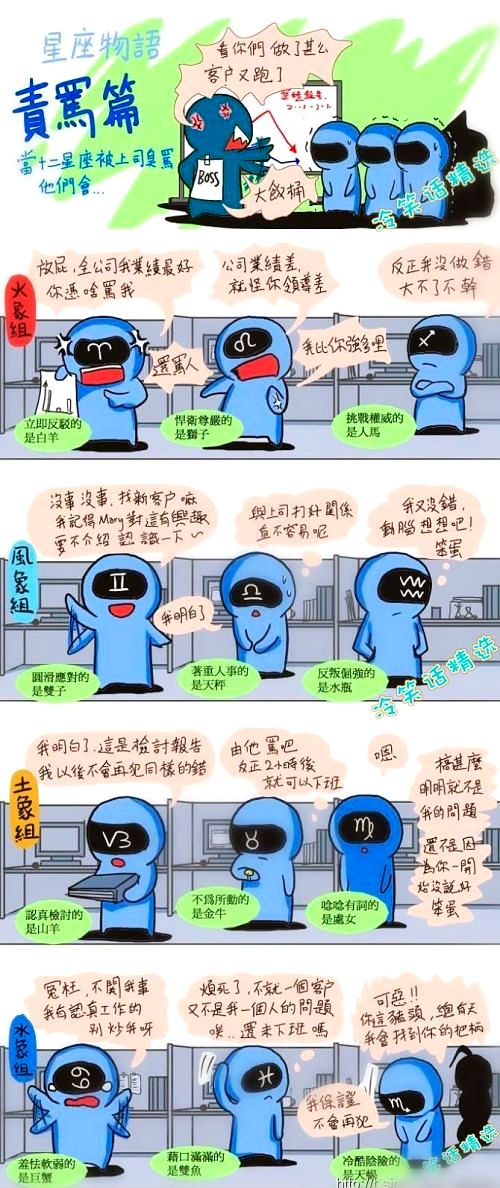 星座物語
責罵篇
當十二星座被上司臭罵
他們會...
看你們做了甚么
客户又跑了
業績報告
BOSS
大飯桶
冷笑话精选
火象組
放屁,全公司我業績最好
你憑啥罵我
還罵人
立即反駁的
是白羊
公司業績差,
就怪你領導差
我比你強多哩
悍衛尊嚴的
是獅子
反正我没做錯
大不了不幹
挑戰權威的
是人馬
風象組
沒事沒事,找新客户嘛
我記得Mary對這有興趣
要不介紹認識一下~
圓滑應對的
是雙子
與上司打好關係
真不容易呢
我明白了
著重人事的
是天秤
我又没錯,
動腦想想吧!
笨蛋
反叛倔強的
是水瓶
冷笑话精选
土象組
我明白了,這是檢討報告
我以後不會再犯同樣的錯
認真檢討的
是山羊
由他罵吧
反正2小時後
就可以下班
不爲所動的
是金牛
嗯
搞甚麼
明明就不是
我的問題
還不是因
為你一開
始沒說好
笨蛋
唸唸有詞的
是處女
水象組
冤枉,不関我事
我有認真工作的
別炒我呀
羞怯軟弱的
是巨蟹
煩死了,不就一個客户
又不是我一個人的問題
唉..還未下班嗎
藉口滿滿的
是雙魚
可惡!!
你這豬頭,總有天
我會找到你的把柄
我保證
不會再犯
冷酷陰險的
是天蝎